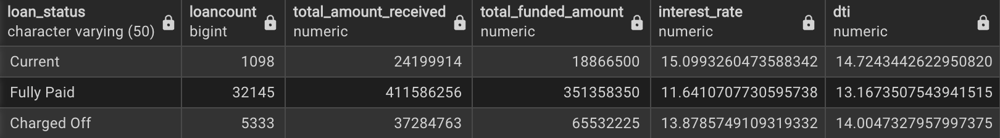 loan_status loancount total_amount_received total_funded_amount interest_rate dti
character varying (50) bigint numeric numeric numeric numeric
Current 1098 24199914 18866500 15.0993260473588342 14.7243442622950820
Fully Paid 32145 411586256 351358350 11.6410707730595738 13.1673507543941515
Charged Off 5333 37284763 65532225 13.8785749109319332 14.0047327957997375